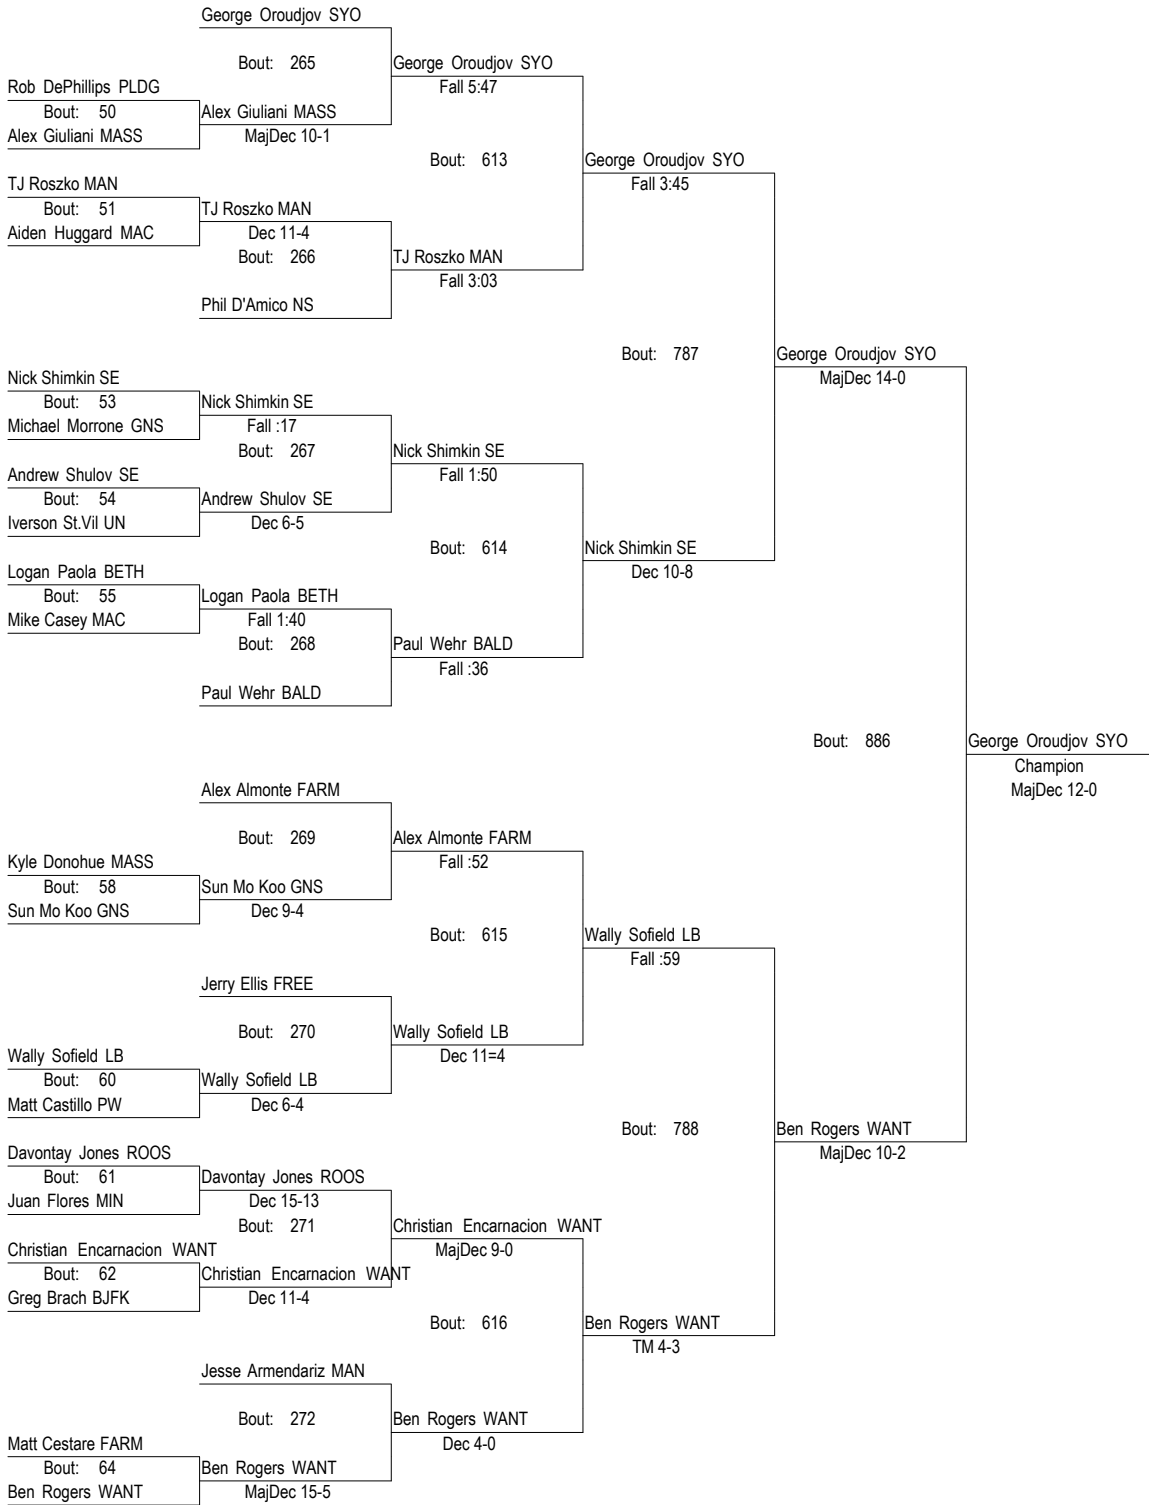 George Oroudjov SYO
Bout: 265
George Oroudjov SYO
Fall 5:47
Rob DePhillips PLDG
Bout: 50
Alex Giuliani MASS
Alex Giuliani MASS
MajDec 10-1
Bout: 613
George Oroudjov SYO
Fall 3:45
TJ Roszko MAN
Bout: 51
TJ Roszko MAN
Aiden Huggard MAC
Dec 11-4
Bout: 266
TJ Roszko MAN
Fall 3:03
Phil D'Amico NS
Bout: 787
George Oroudjov SYO
MajDec 14-0
Nick Shimkin SE
Bout: 53
Nick Shimkin SE
Michael Morrone GNS
Fall :17
Bout: 267
Nick Shimkin SE
Fall 1:50
Andrew Shulov SE
Bout: 54
Andrew Shulov SE
Iverson St.Vil UN
Dec 6-5
Bout: 614
Nick Shimkin SE
Dec 10-8
Logan Paola BETH
Bout: 55
Logan Paola BETH
Mike Casey MAC
Fall 1:40
Bout: 268
Paul Wehr BALD
Fall :36
Paul Wehr BALD
Bout: 886
George Oroudjov SYO
Champion
MajDec 12-0
Alex Almonte FARM
Bout: 269
Alex Almonte FARM
Fall :52
Kyle Donohue MASS
Bout: 58
Sun Mo Koo GNS
Sun Mo Koo GNS
Dec 9-4
Bout: 615
Wally Sofield LB
Fall :59
Jerry Ellis FREE
Bout: 270
Wally Sofield LB
Dec 11=4
Wally Sofield LB
Bout: 60
Wally Sofield LB
Matt Castillo PW
Dec 6-4
Bout: 788
Ben Rogers WANT
MajDec 10-2
Davontay Jones ROOS
Bout: 61
Davontay Jones ROOS
Juan Flores MIN
Dec 15-13
Bout: 271
Christian Encarnacion WANT
MajDec 9-0
Christian Encarnacion WANT
Bout: 62
Christian Encarnacion WANT
Greg Brach BJFK
Dec 11-4
Bout: 616
Ben Rogers WANT
TM 4-3
Jesse Armendariz MAN
Bout: 272
Ben Rogers WANT
Dec 4-0
Matt Cestare FARM
Bout: 64
Ben Rogers WANT
Ben Rogers WANT
MajDec 15-5